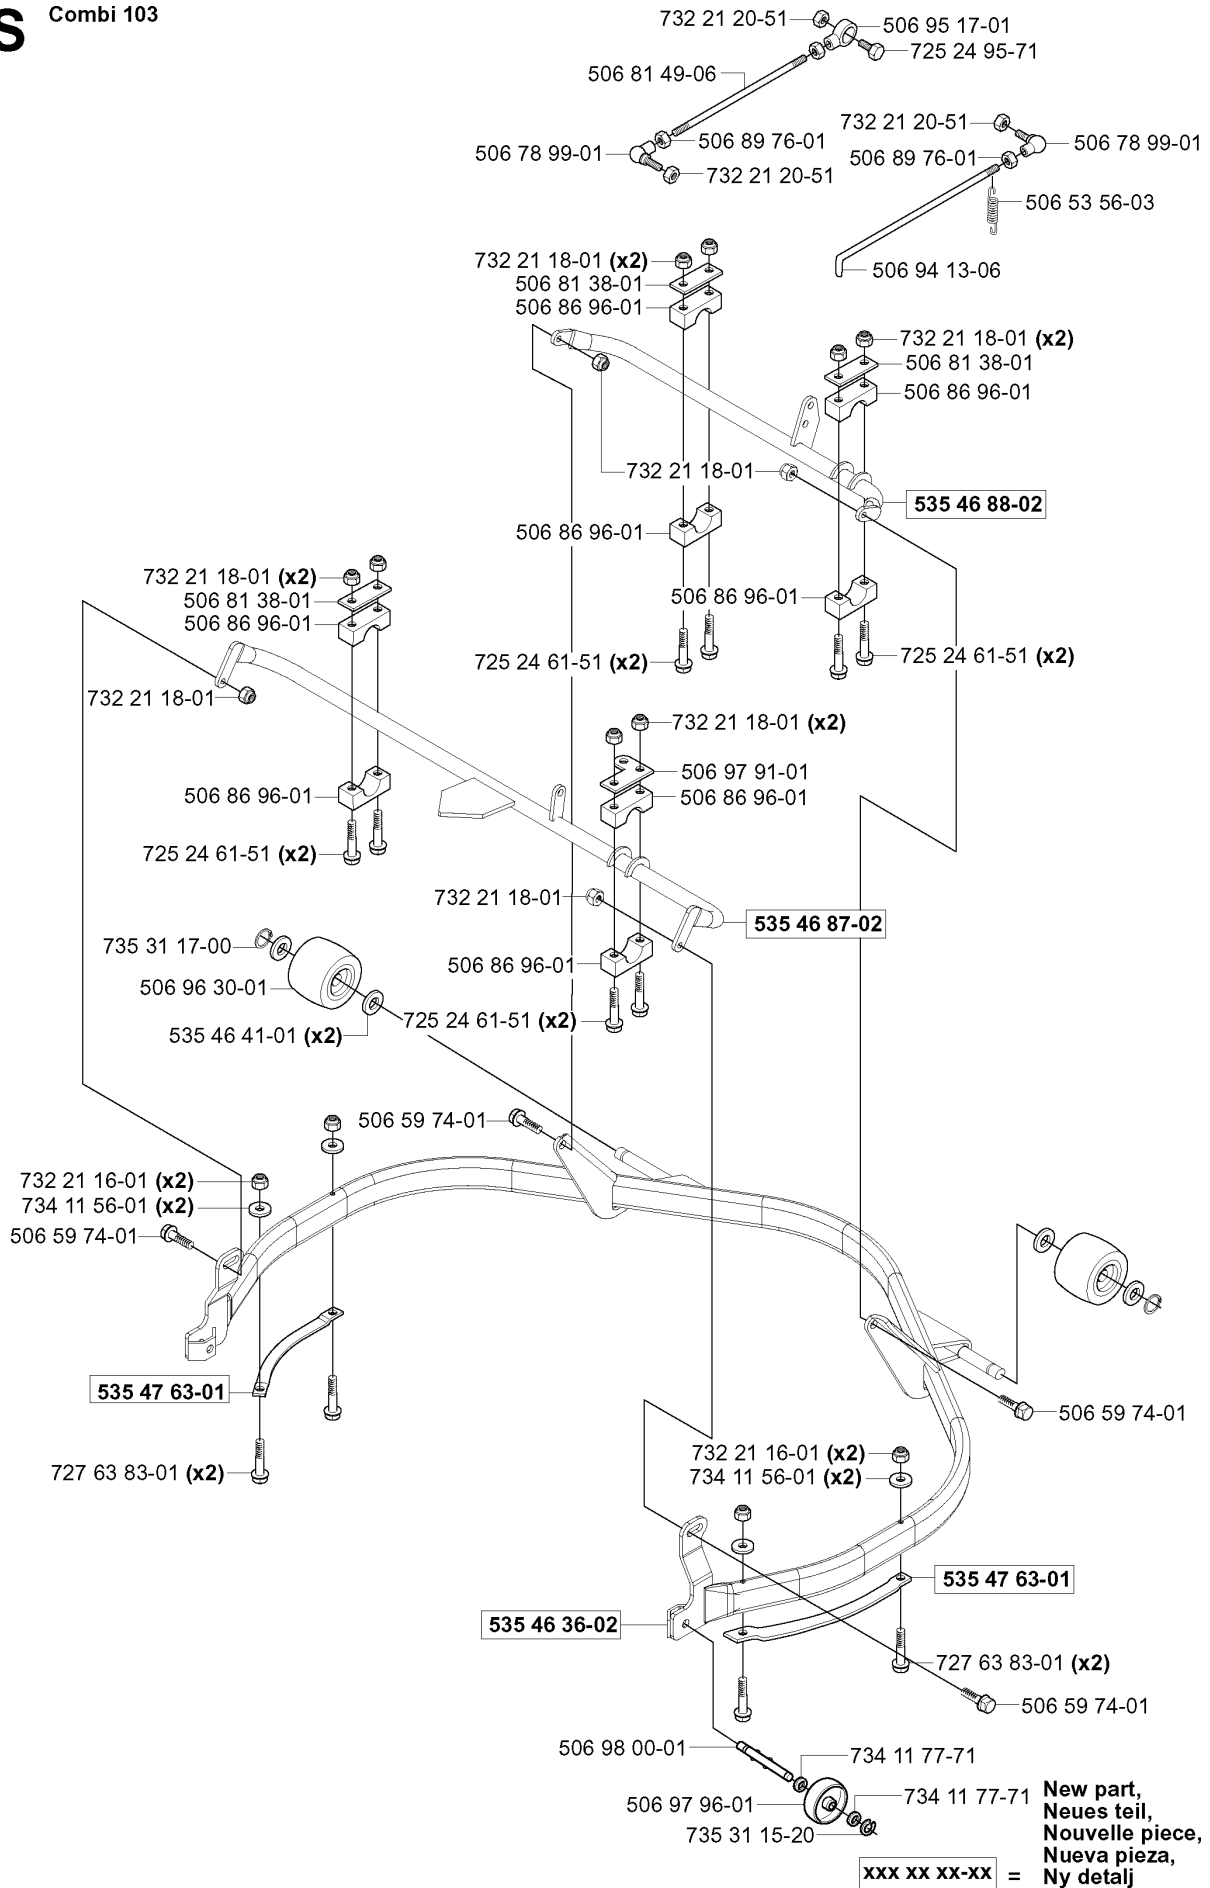 S Combi 103
732 21 20-51
506 95 17-01
725 24 95-71
506 81 49-06
732 21 20-51
506 89 76-01
506 78 99-01
506 78 99-01
506 89 76-01
732 21 20-51
506 53 56-03
732 21 18-01 (x2)
506 94 13-06
506 81 38-01
506 86 96-01
732 21 18-01 (x2)
506 81 38-01
506 86 96-01
732 21 18-01
535 46 88-02
506 86 96-01
732 21 18-01 (x2)
506 81 38-01
506 86 96-01
506 86 96-01
725 24 61-51 (x2)
725 24 61-51 (x2)
732 21 18-01
732 21 18-01 (x2)
506 97 91-01
506 86 96-01
506 86 96-01
725 24 61-51 (x2)
732 21 18-01
535 46 87-02
735 31 17-00
506 86 96-01
506 96 30-01
725 24 61-51 (x2)
535 46 41-01 (x2)
506 59 74-01
732 21 16-01 (x2)
734 11 56-01 (x2)
506 59 74-01
535 47 63-01
506 59 74-01
732 21 16-01 (x2)
727 63 83-01 (x2)
734 11 56-01 (x2)
535 47 63-01
535 46 36-02
727 63 83-01 (x2)
506 59 74-01
506 98 00-01
734 11 77-71
506 97 96-01
734 11 77-71
735 31 15-20
New part,
Neues teil,
Nouvelle piece,
Nueva pieza,
xxx xx xx-xx = Ny detalj